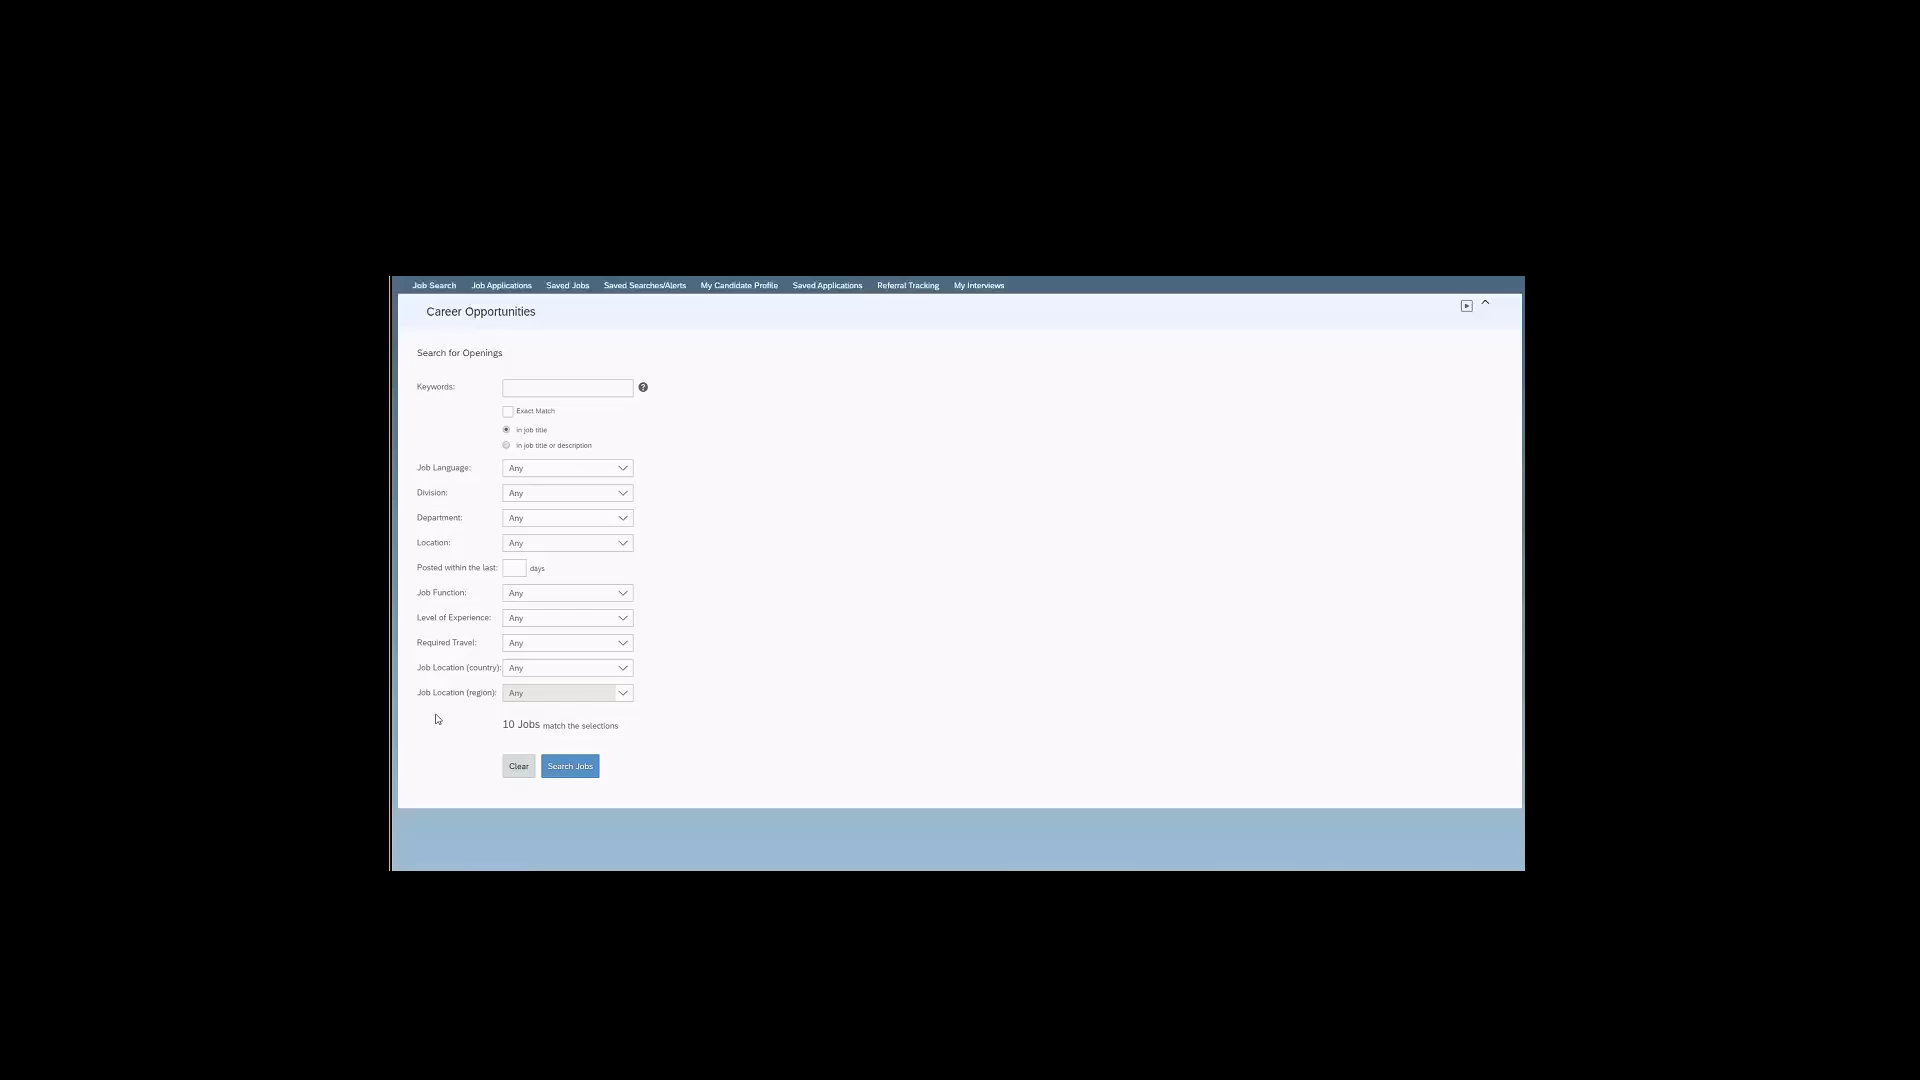 Job Search Job Applications Saved Jobs Saved Searches/Alerts My Candidate Profile Saved Applications Referral Tracking My Interviews
Career Opportunities
Search for Openings
Keywords:
Exact Match
in job title
in job title or description
Job Language: Any
Division: Any
Department: Any
Location: Any
Posted within the last: days
Job Function: Any
Level of Experience: Any
Required Travel: Any
Job Location (country): Any
Job Location (region): Any
10 Jobs match the selections
Clear Search Jobs